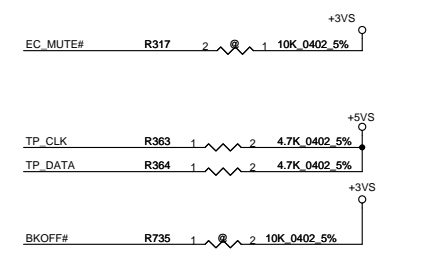 +3VS
EC_MUTE# R317 2 @ 1 10K_0402_5%
+5VS
TP_CLK R363 1 2 4.7K_0402_5%
TP_DATA R364 1 2 4.7K_0402_5%
+3VS
BKOFF# R735 1 @ 2 10K_0402_5%